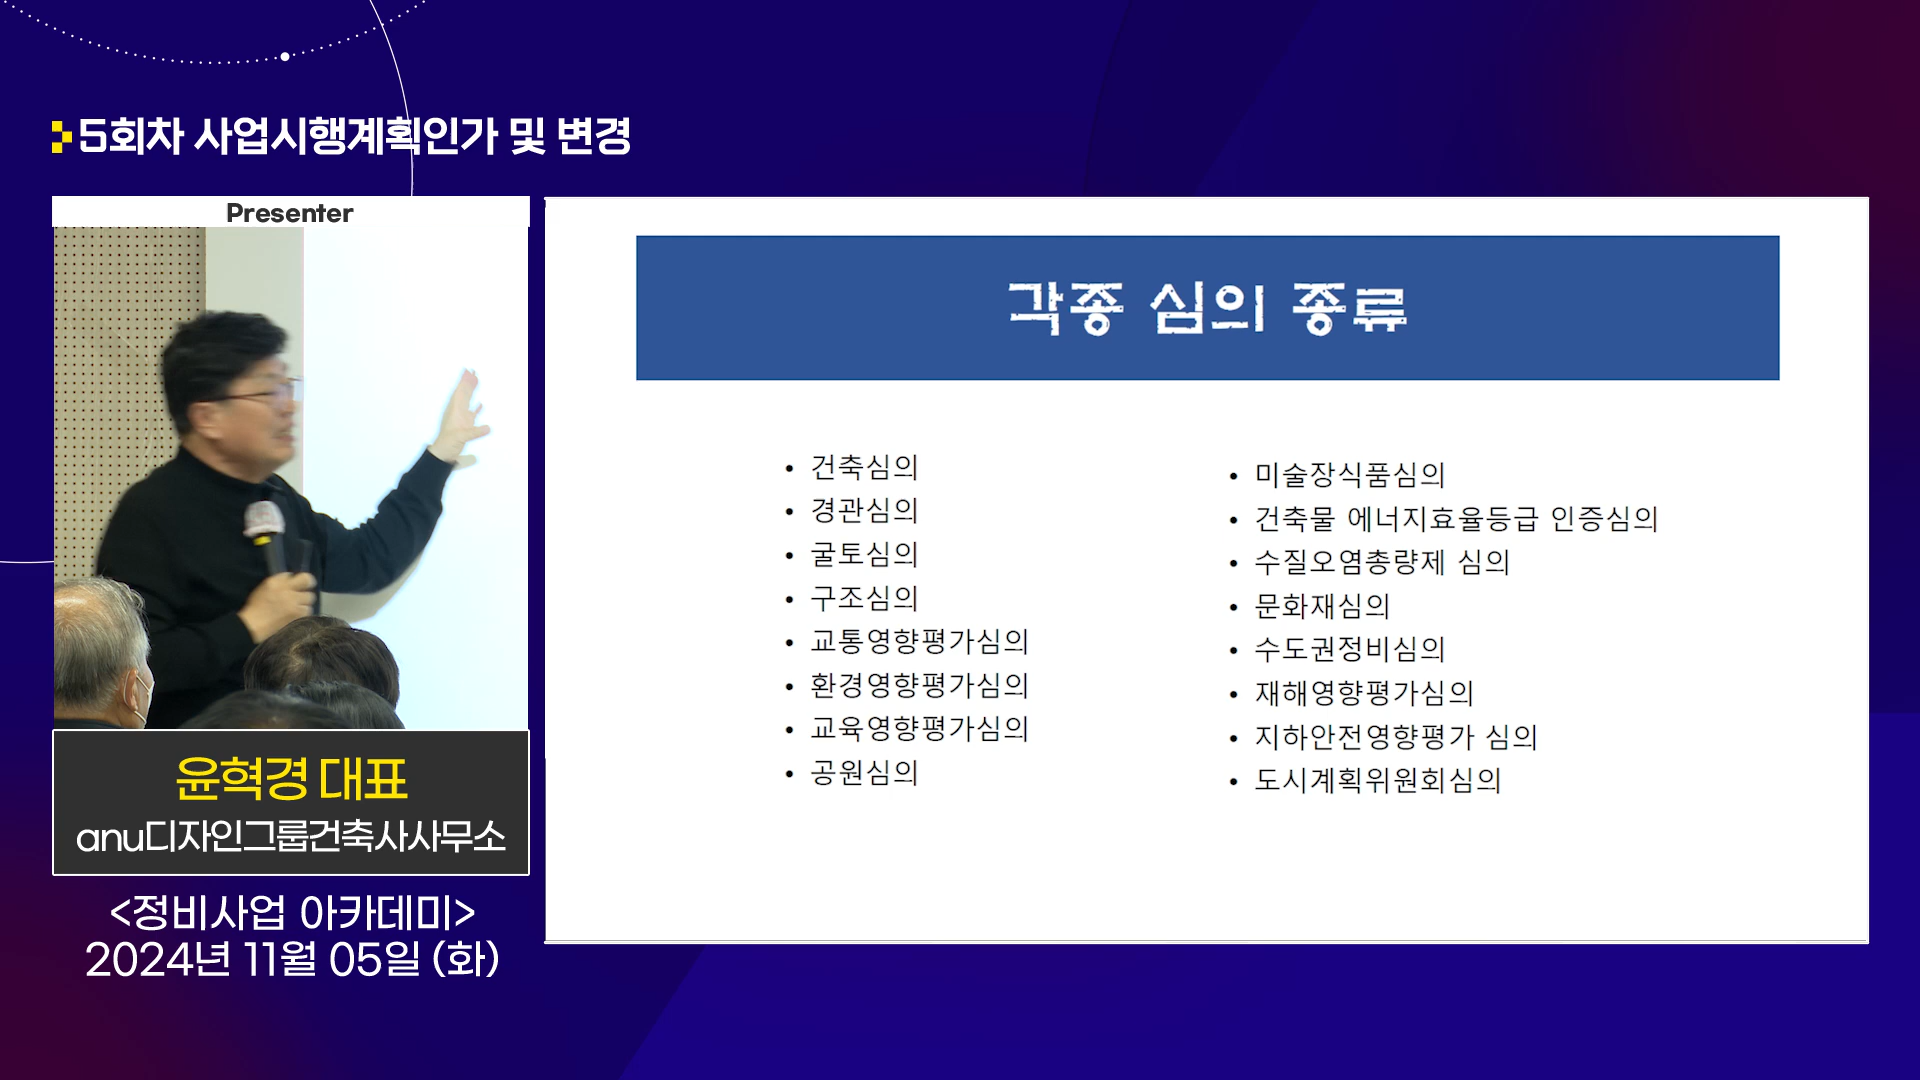 5회차 사업시행계획인가 및 변경
Presenter
윤혁경 대표
anu디자인그룹건축사사무소
<정비사업 아카데미>
2024년 11월 05일 (화)
각종 심의 종류
• 건축심의
• 경관심의
• 굴토심의
• 구조심의
• 교통영향평가심의
• 환경영향평가심의
• 교육영향평가심의
• 공원심의
• 미술장식품심의
• 건축물 에너지효율등급 인증심의
• 수질오염총량제 심의
• 문화재심의
• 수도권정비심의
• 재해영향평가심의
• 지하안전영향평가 심의
• 도시계획위원회심의